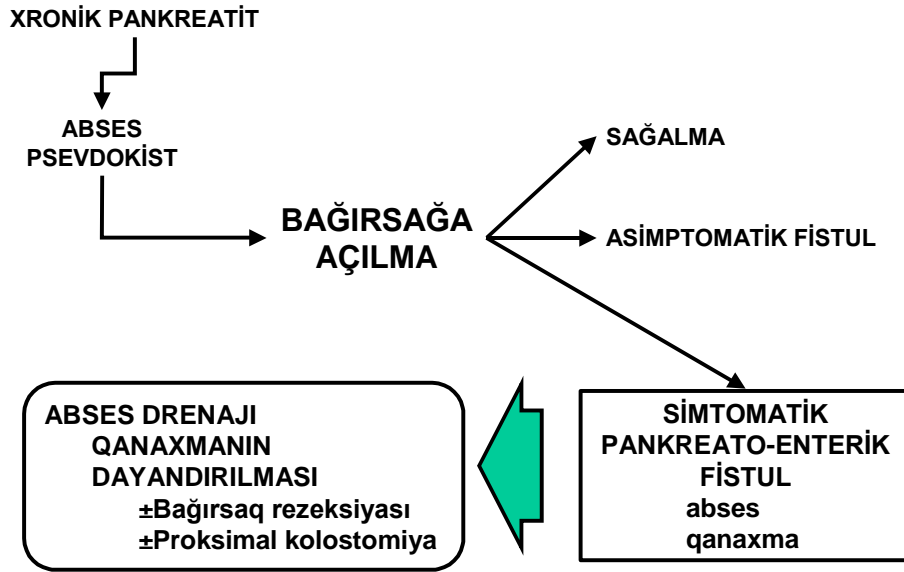 XRONİK PANKREATİT
ABSES
PSEVDOKİST
BAĞIRSAĞA
AÇILMA
SAĞALMA
ASİMPTOMATİK FİSTUL
SİMTOMATİK
PANKREATO-ENTERİK
FİSTUL
abses
qanaxma
ABSES DRENAJI
QANAXMANIN
DAYANDIRILMASI
±Bağırsaq rezeksiyası
±Proksimal kolostomiya